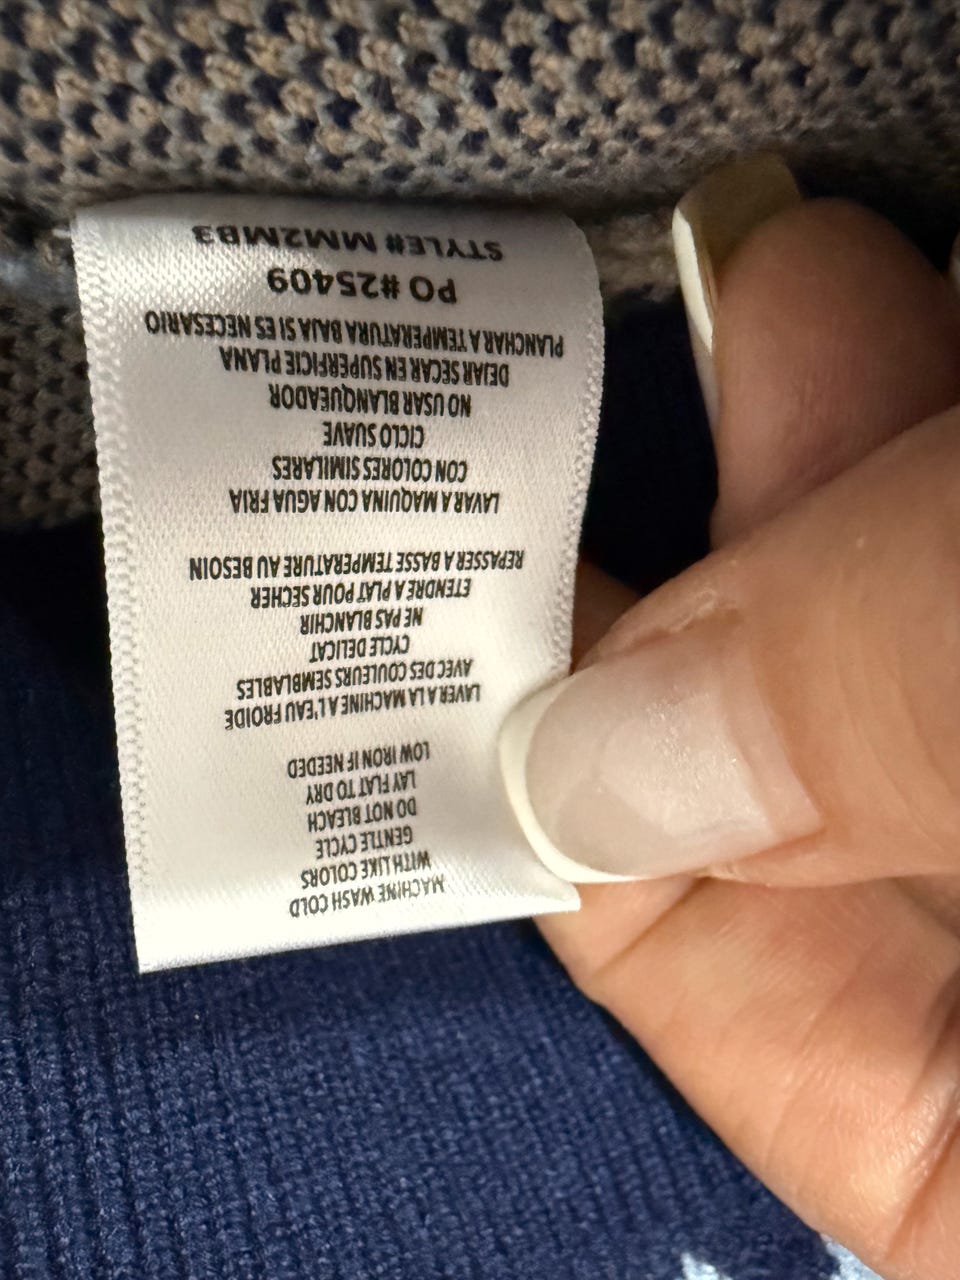 MACHINE WASH COLD
WITH LIKE COLORS
GENTLE CYCLE
DO NOT BLEACH
LAY FLAT TO DRY
LOW IRON IF NEEDED
LAVER A LA MACHINE A L'EAU FROIDE
AVEC DES COULEURS SEMBLABLES
CYCLE DELICAT
NE PAS BLANCHIR
ETENDRE A PLAT POUR SECHER
REPASSER A BASSE TEMPERATURE AU BESOIN
LAVAR A MAQUINA CON AGUA FRIA
CON COLORES SIMILARES
CICLO SUAVE
NO USAR BLANQUEADOR
DEJAR SECAR EN SUPERFICIE PLANA
PLANCHAR A TEMPERATURA BAJA SI ES NECESARIO
PO #25409
STYLE# MM2MB3